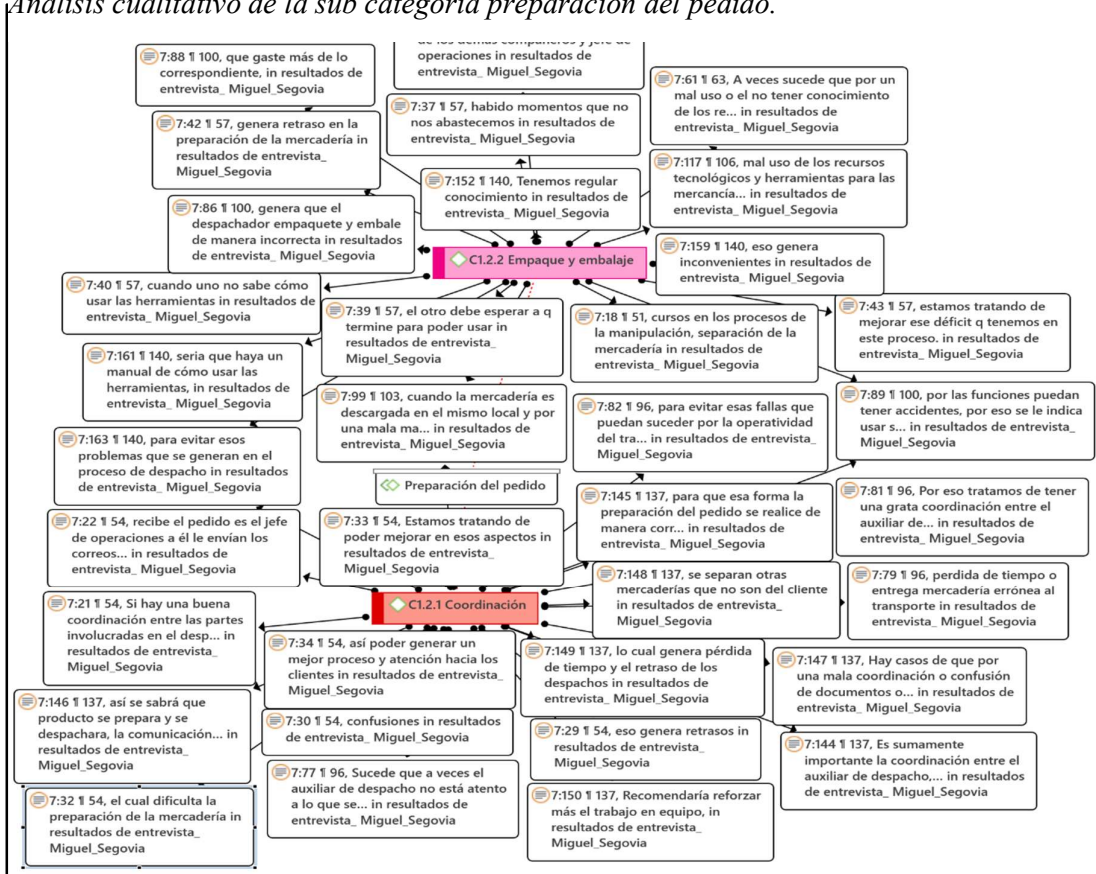 Análisis cualitativo de la sub categoría preparación del pedido.
7:88 ¶ 100, que gaste más de lo
correspondiente, in resultados de
entrevista_ Miguel_Segovia
de los demás compañeros y jefe de
operaciones in resultados de
entrevista_ Miguel_Segovia
7:61 ¶ 63, A veces sucede que por un
mal uso o el no tener conocimiento
de los re... in resultados de
entrevista_ Miguel_Segovia
7:37 ¶ 57, habido momentos que no
nos abastecemos in resultados de
entrevista_ Miguel_Segovia
7:42 ¶ 57, genera retraso en la
preparación de la mercadería in
resultados de entrevista_
Miguel_Segovia
7:117 ¶ 106, mal uso de los recursos
tecnológicos y herramientas para las
mercancía... in resultados de
entrevista_ Miguel_Segovia
7:152 ¶ 140, Tenemos regular
conocimiento in resultados de
entrevista_ Miguel_Segovia
7:86 ¶ 100, genera que el
despachador empaquete y embale
de manera incorrecta in resultados
de entrevista_ Miguel_Segovia
C1.2.2 Empaque y embalaje
7:159 ¶ 140, eso genera
inconvenientes in resultados de
entrevista_ Miguel_Segovia
7:40 ¶ 57, cuando uno no sabe cómo
usar las herramientas in resultados de
entrevista_ Miguel_Segovia
7:39 ¶ 57, el otro debe esperar a q
termine para poder usar in
resultados de entrevista_
Miguel_Segovia
7:18 ¶ 51, cursos en los procesos de
la manipulación, separación de la
mercadería in resultados de
entrevista_ Miguel_Segovia
7:43 ¶ 57, estamos tratando de
mejorar ese déficit q tenemos en
este proceso. in resultados de
entrevista_ Miguel_Segovia
7:161 ¶ 140, seria que haya un
manual de cómo usar las
herramientas, in resultados de
entrevista_ Miguel_Segovia
7:99 ¶ 103, cuando la mercadería es
descargada en el mismo local y por
una mala ma... in resultados de
entrevista_ Miguel_Segovia
7:82 ¶ 96, para evitar esas fallas que
puedan suceder por la operatividad
del tra... in resultados de entrevista_
Miguel_Segovia
7:89 ¶ 100, por las funciones puedan
tener accidentes, por eso se le indica
usar s... in resultados de entrevista_
Miguel_Segovia
7:163 ¶ 140, para evitar esos
problemas que se generan en el
proceso de despacho in resultados
de entrevista_ Miguel_Segovia
Preparación del pedido
7:145 ¶ 137, para que esa forma la
preparación del pedido se realice de
manera corr... in resultados de
entrevista_ Miguel_Segovia
7:81 ¶ 96, Por eso tratamos de tener
una grata coordinación entre el
auxiliar de... in resultados de
entrevista_ Miguel_Segovia
7:22 ¶ 54, recibe el pedido es el jefe
de operaciones a él le envían los
correos... in resultados de
entrevista_ Miguel_Segovia
7:33 ¶ 54, Estamos tratando de
poder mejorar en esos aspectos in
resultados de entrevista_
Miguel_Segovia
7:148 ¶ 137, se separan otras
mercaderías que no son del cliente
in resultados de entrevista_
Miguel_Segovia
7:79 ¶ 96, perdida de tiempo o
entrega mercadería errónea al
transporte in resultados de
entrevista_ Miguel_Segovia
C1.2.1 Coordinación
7:21 ¶ 54, Si hay una buena
coordinación entre las partes
involucradas en el desp... in
resultados de entrevista_
Miguel_Segovia
7:34 ¶ 54, así poder generar un
mejor proceso y atención hacia los
clientes in resultados de entrevista_
Miguel_Segovia
7:149 ¶ 137, lo cual genera pérdida
de tiempo y el retraso de los
despachos in resultados de
entrevista_ Miguel_Segovia
7:147 ¶ 137, Hay casos de que por
una mala coordinación o confusión
de documentos o... in resultados de
entrevista_ Miguel_Segovia
7:146 ¶ 137, así se sabrá que
producto se prepara y se
despachara, la comunicación... in
resultados de entrevista_
Miguel_Segovia
7:30 ¶ 54, confusiones in resultados
de entrevista_ Miguel_Segovia
7:29 ¶ 54, eso genera retrasos in
resultados de entrevista_
Miguel_Segovia
7:144 ¶ 137, Es sumamente
importante la coordinación entre el
auxiliar de despacho,... in resultados
de entrevista_ Miguel_Segovia
7:77 ¶ 96, Sucede que a veces el
auxiliar de despacho no está atento
a lo que se... in resultados de
entrevista_ Miguel_Segovia
7:150 ¶ 137, Recomendaría reforzar
más el trabajo en equipo, in
resultados de entrevista_
Miguel_Segovia
7:32 ¶ 54, el cual dificulta la
preparación de la mercadería in
resultados de entrevista_
Miguel_Segovia